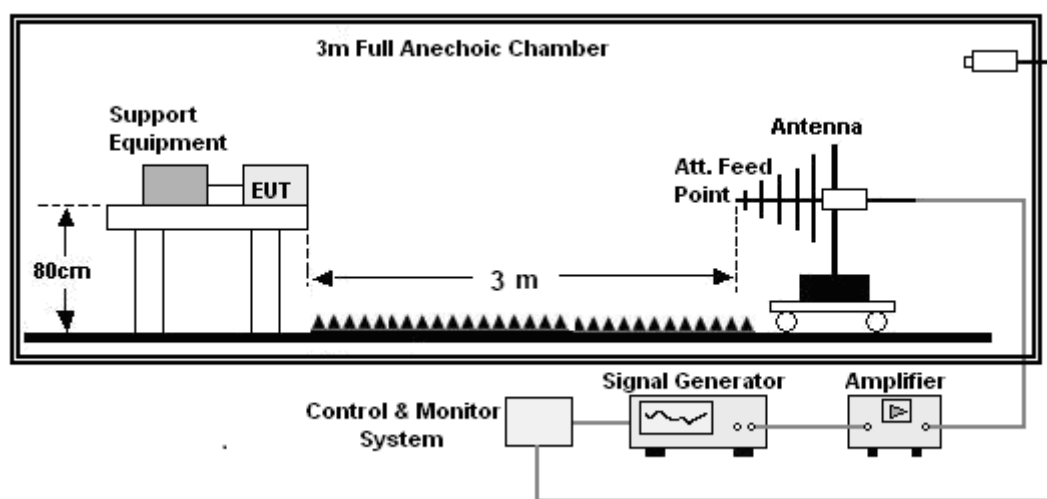 3m Full Anechoic Chamber
Support
Equipment
EUT
80cm
3 m
Antenna
Att. Feed
Point
Signal Generator
Amplifier
Control & Monitor
System